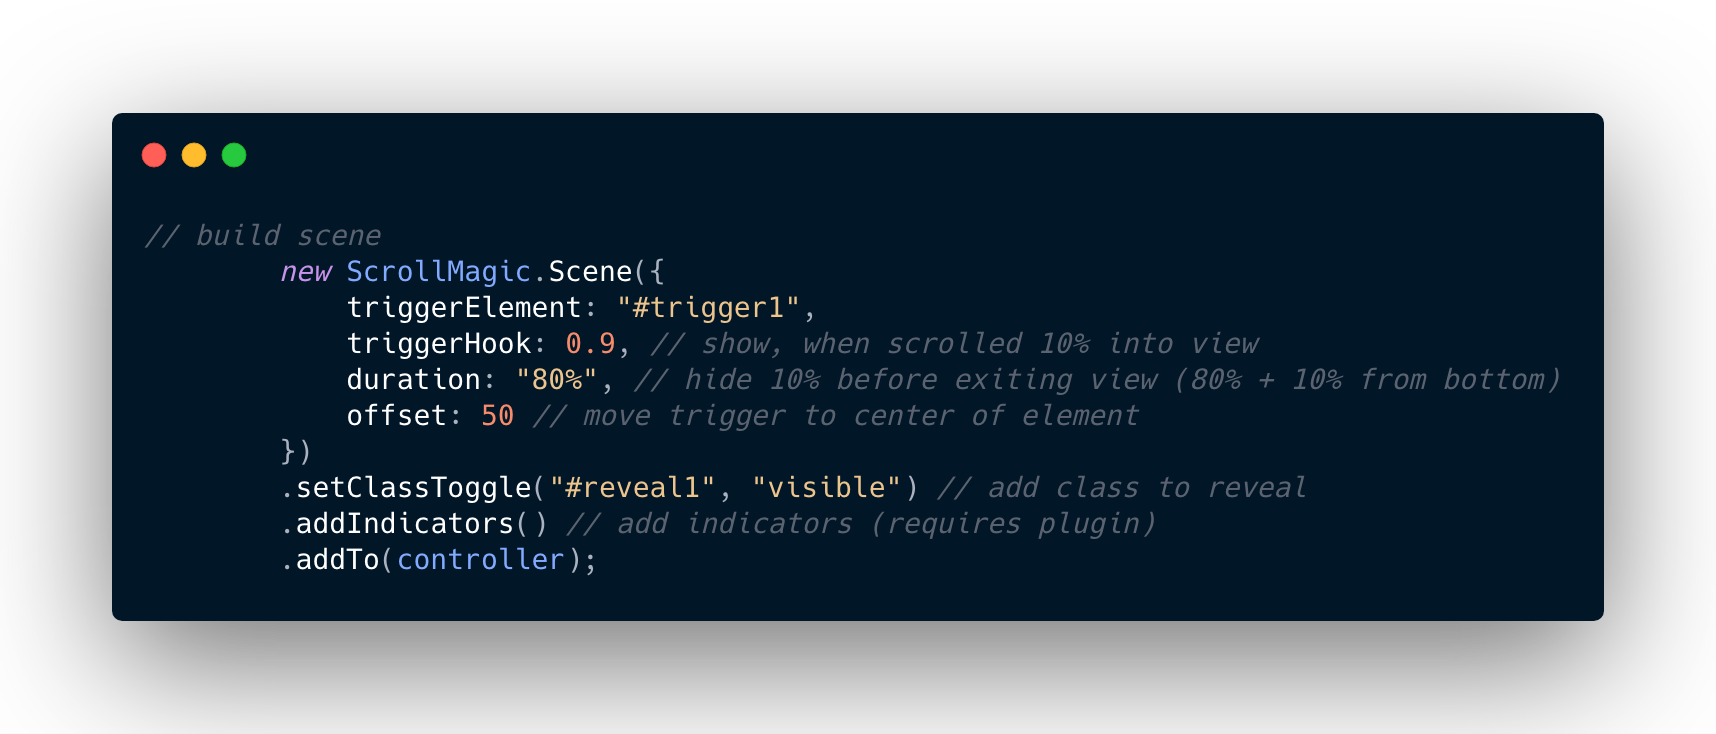 // build scene
new ScrollMagic.Scene({
triggerElement: "#trigger1",
triggerHook: 0.9, // show, when scrolled 10% into view
duration: "80%", // hide 10% before exiting view (80% + 10% from bottom)
offset: 50 // move trigger to center of element
})
.setClassToggle("#reveal1", "visible") // add class to reveal
.addIndicators() // add indicators (requires plugin)
.addTo(controller);